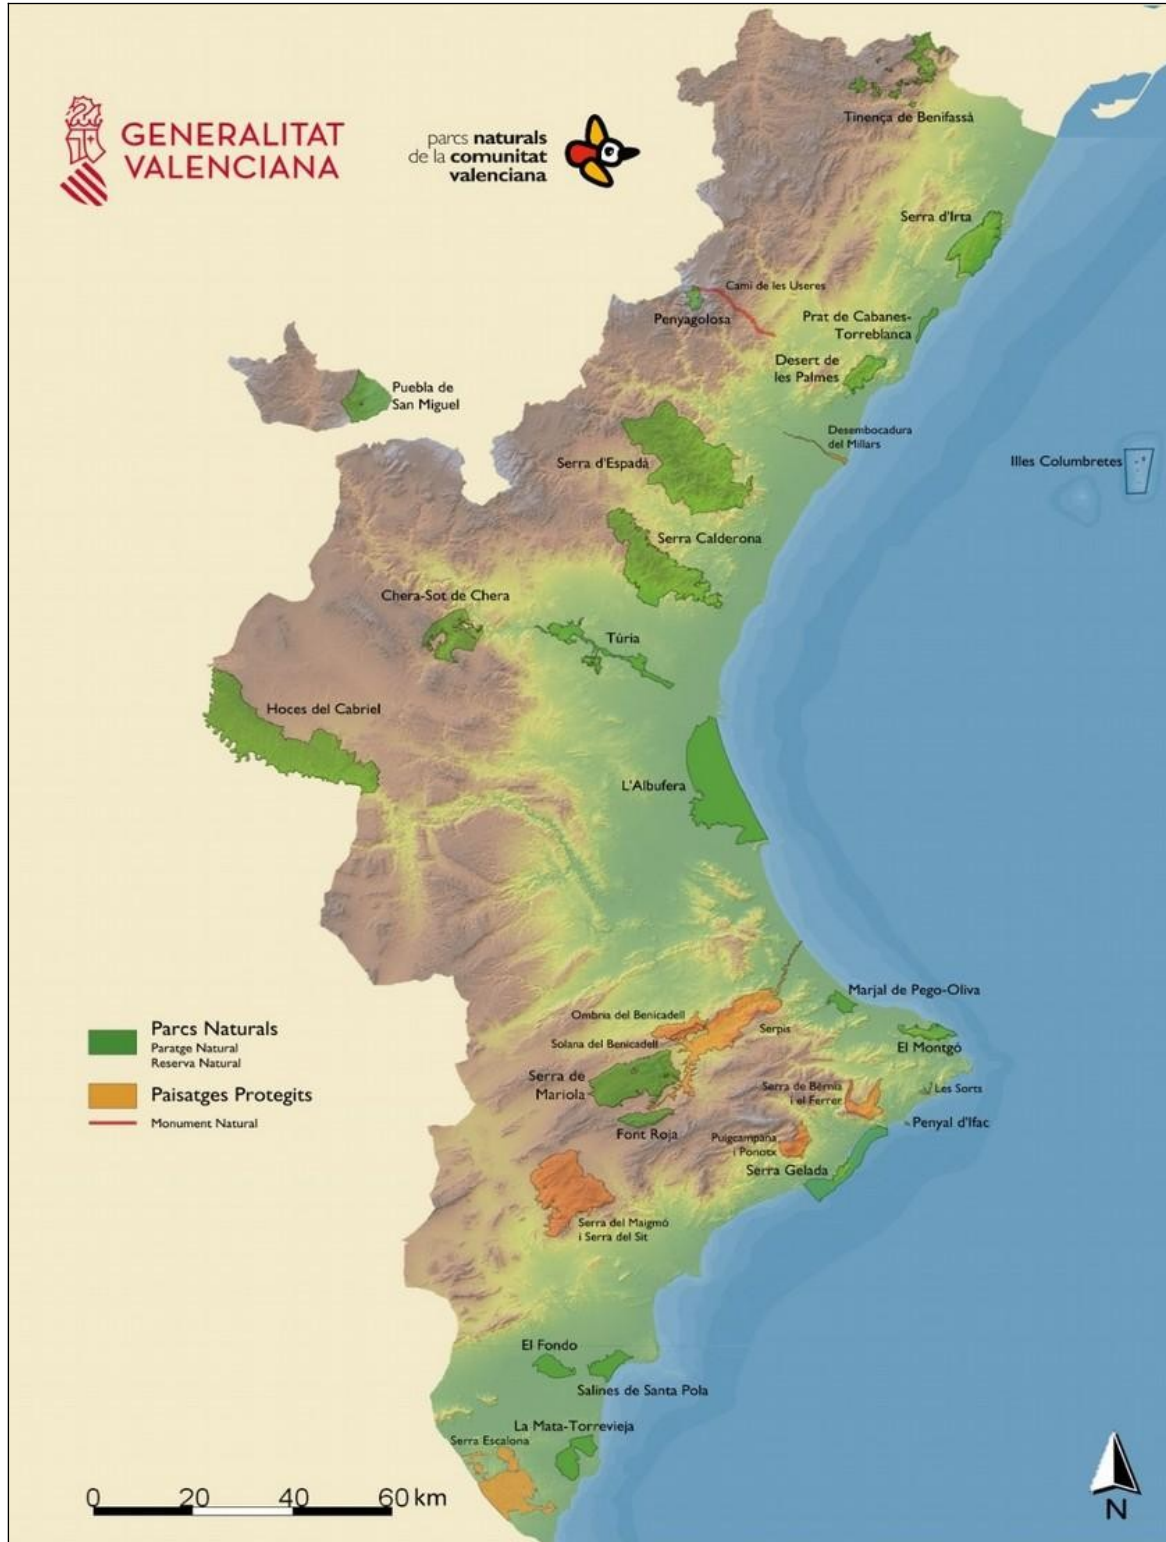 GENERALITAT
VALENCIANA
parcs naturals
de la comunitat
valenciana
Tinença de Benifassà
Serra d'Irta
Camí de les Useres
Penyagolosa
Prat de Cabanes-
Torreblanca
Desert de
les Palmes
Puebla de
San Miguel
Desembocadura
del Millars
Serra d'Espadà
Illes Columbretes
Serra Calderona
Chera-Sot de Chera
Túria
Hoces del Cabriel
L'Albufera
Marjal de Pego-Oliva
Ombria del Benicadell
Serpis
Solana del Benicadell
El Montgó
Serra de
Mariola
Serra de Bèrnia
i el Ferrer
Les Sorts
Penyal d'Ifac
Font Roja
Puigcampana
i Ponotx
Serra Gelada
Serra del Maigmó
i Serra del Sit
Parcs Naturals
Paratge Natural
Reserva Natural
Paisatges Protegits
Monument Natural
El Fondo
Salines de Santa Pola
La Mata-Torrevieja
Serra Escalona
0 20 40 60 km
N